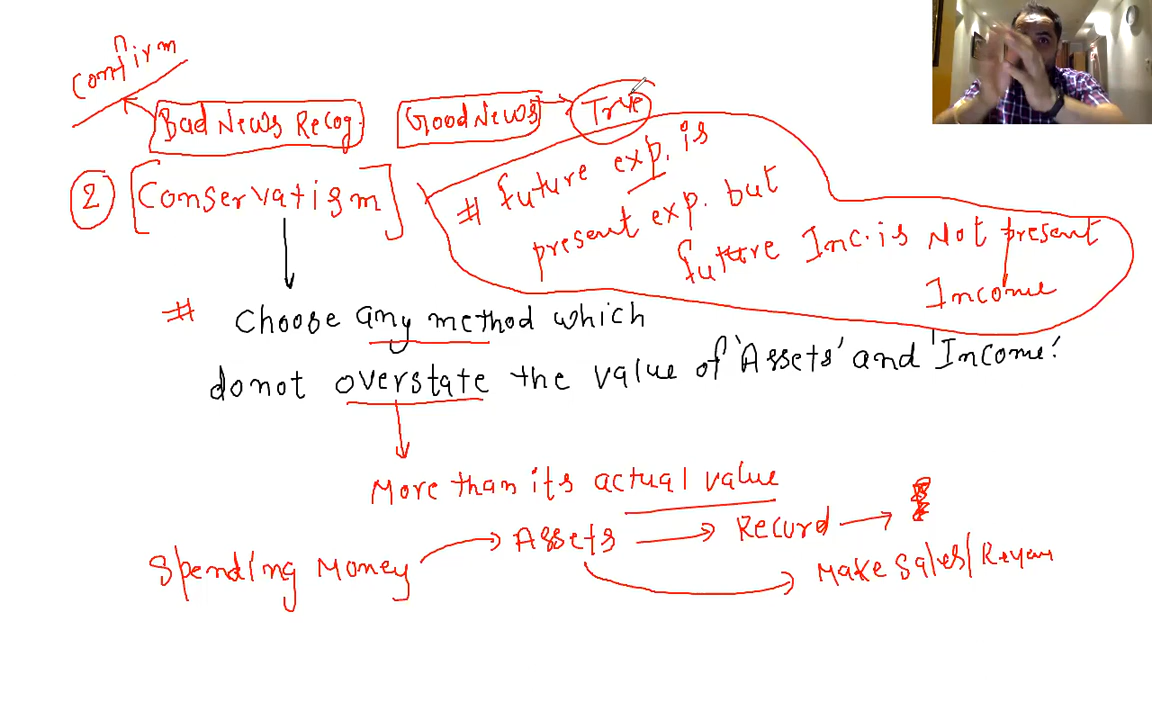 Confirm
Bad News Recog. Good News True
2 Conservatism
# future exp. is
present exp. but
future Inc. is Not present
Income
# Choose any method which
do not overstate the value of 'Assets' and 'Income'.
More than its actual value
Spending Money Assets Record
Make Sales/